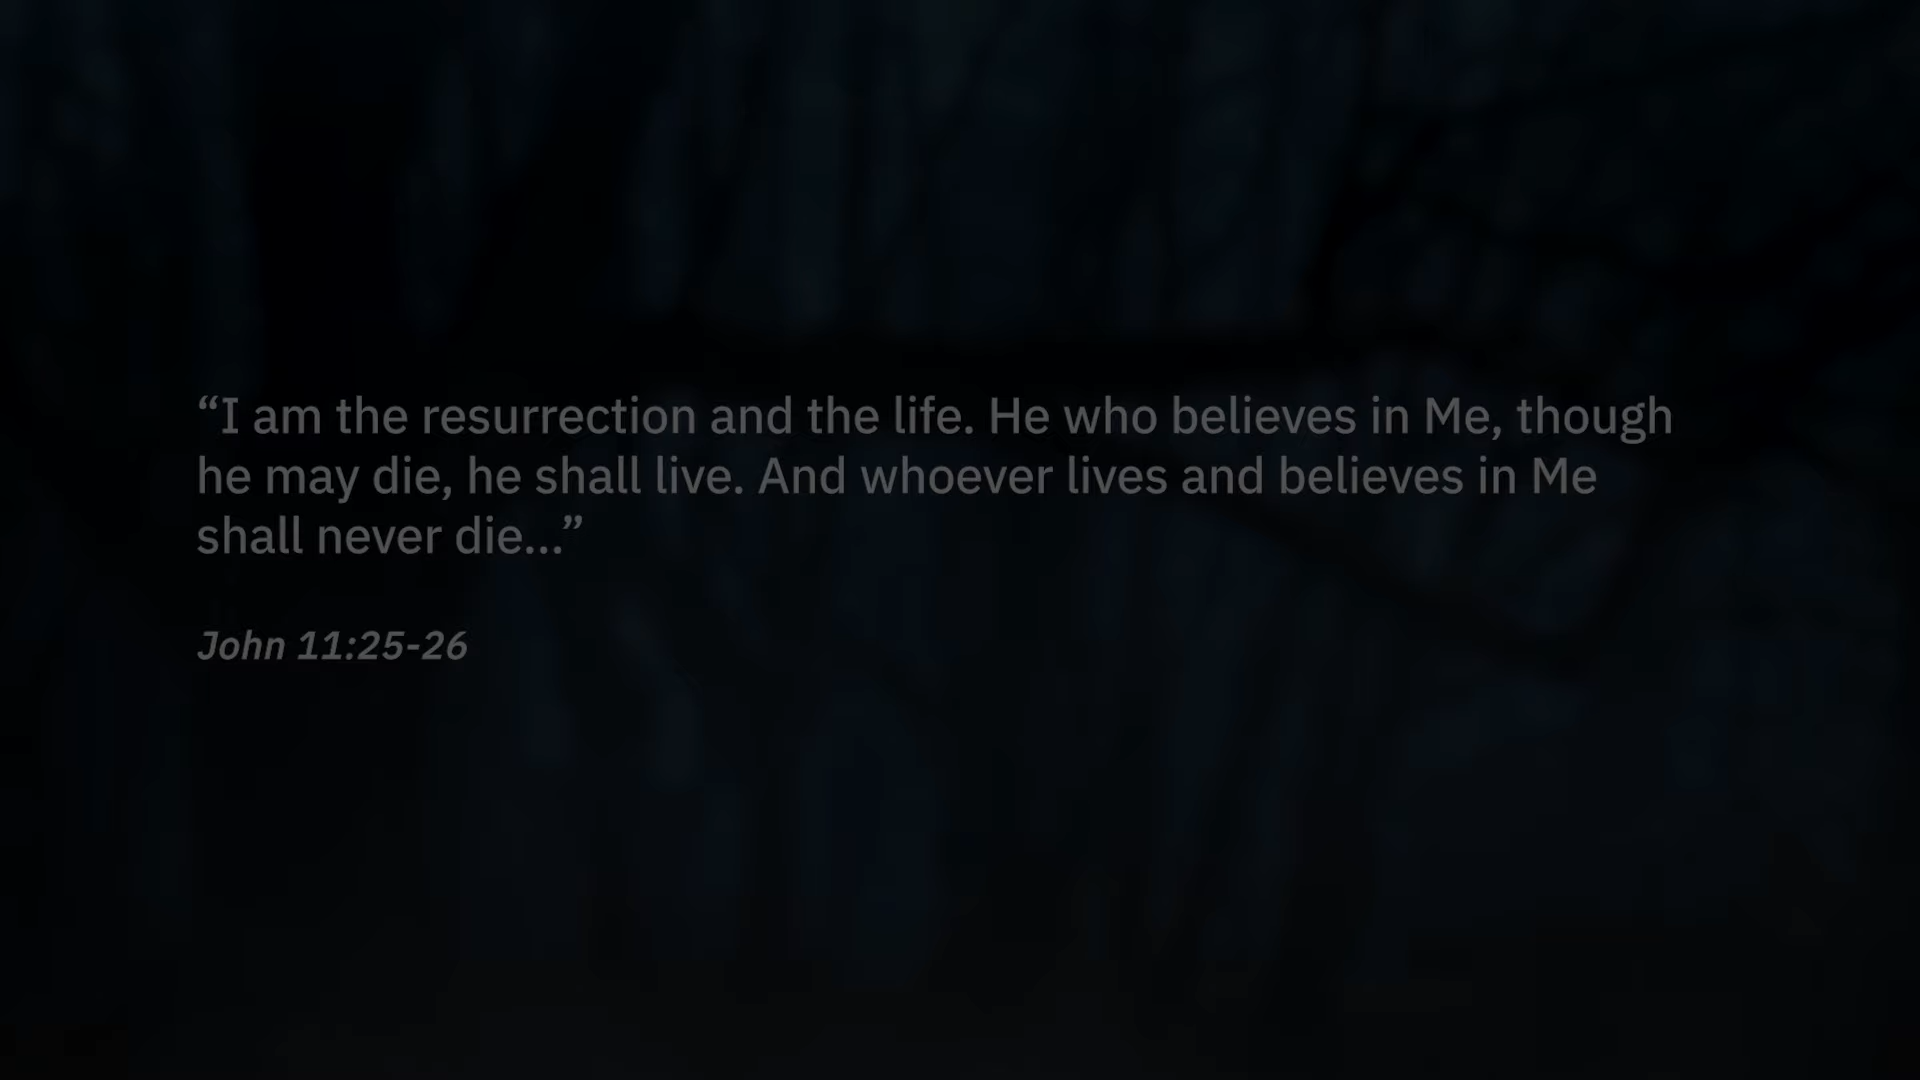 “I am the resurrection and the life. He who believes in Me, though
he may die, he shall live. And whoever lives and believes in Me
shall never die...”
John 11:25-26